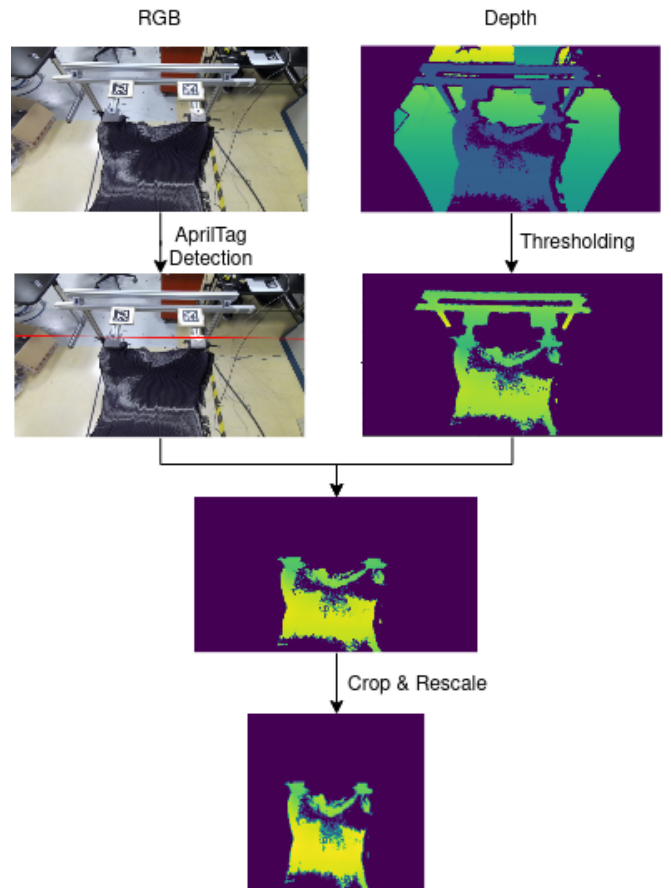 RGB
Depth
AprilTag
Detection
Thresholding
Crop & Rescale